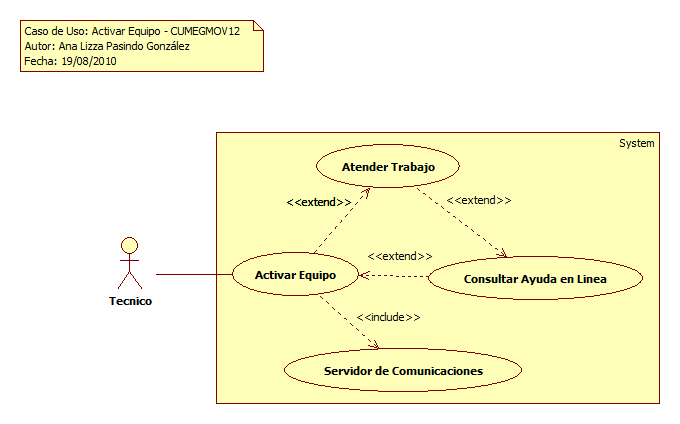 Caso de Uso: Activar Equipo - CUMEGMOV12
Autor: Ana Lizza Pasindo González
Fecha: 19/08/2010
System
Atender Trabajo
<<extend>>
<<extend>>
<<extend>>
Activar Equipo
Consultar Ayuda en Linea
Tecnico
<<include>>
Servidor de Comunicaciones